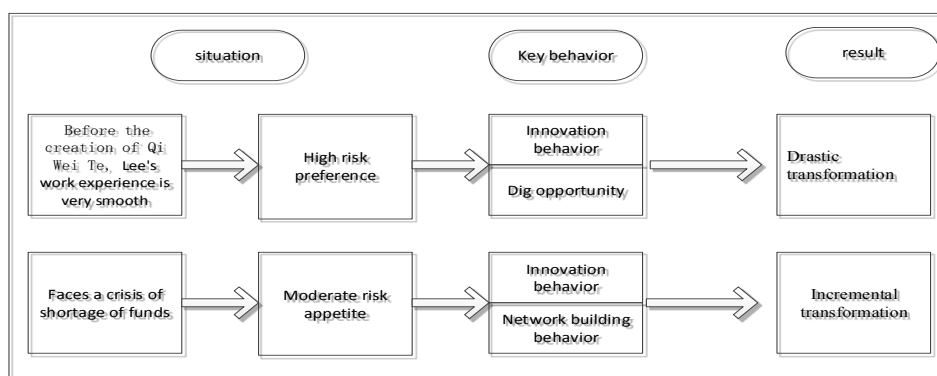 situation
Key behavior
result
Before the
creation of Qi
Wei Te, Lee's
work experience is
very smooth
High risk
preference
Innovation
behavior
Dig opportunity
Drastic
transformation
Faces a crisis of
shortage of funds
Moderate risk
appetite
Innovation
behavior
Network building
behavior
Incremental
transformation